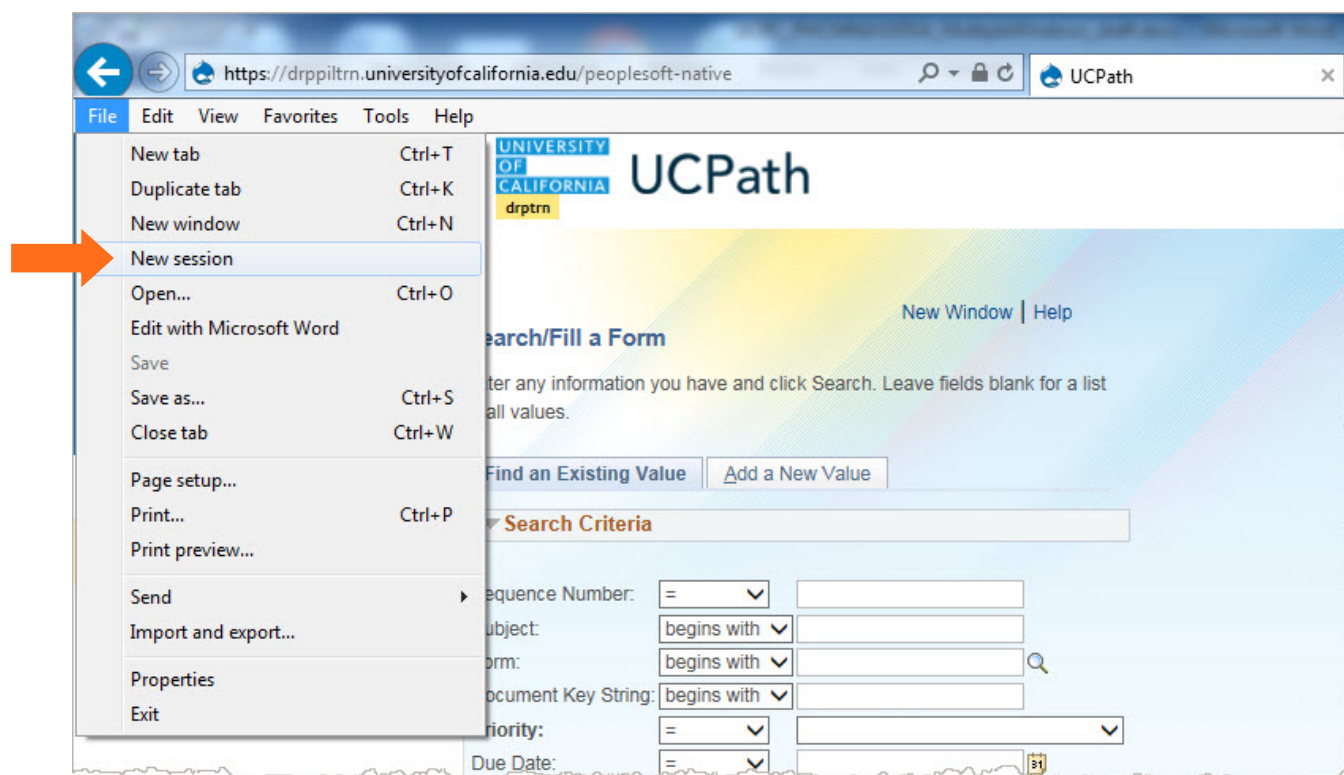 https://drppiltrn.universityofcalifornia.edu/peoplesoft-native
UCPath
File Edit View Favorites Tools Help
New tab Ctrl+T
Duplicate tab Ctrl+K
New window Ctrl+N
New session
Open... Ctrl+O
Edit with Microsoft Word
Save
Save as... Ctrl+S
Close tab Ctrl+W
Page setup...
Print... Ctrl+P
Print preview...
Send
Import and export...
Properties
Exit
UNIVERSITY
OF
CALIFORNIA
UCPath
drptrn
New Window | Help
earch/Fill a Form
ter any information you have and click Search. Leave fields blank for a list
all values.
Find an Existing Value Add a New Value
Search Criteria
equence Number: =
ubject: begins with
orm: begins with
ocument Key String: begins with
riority: =
Due Date: = 31